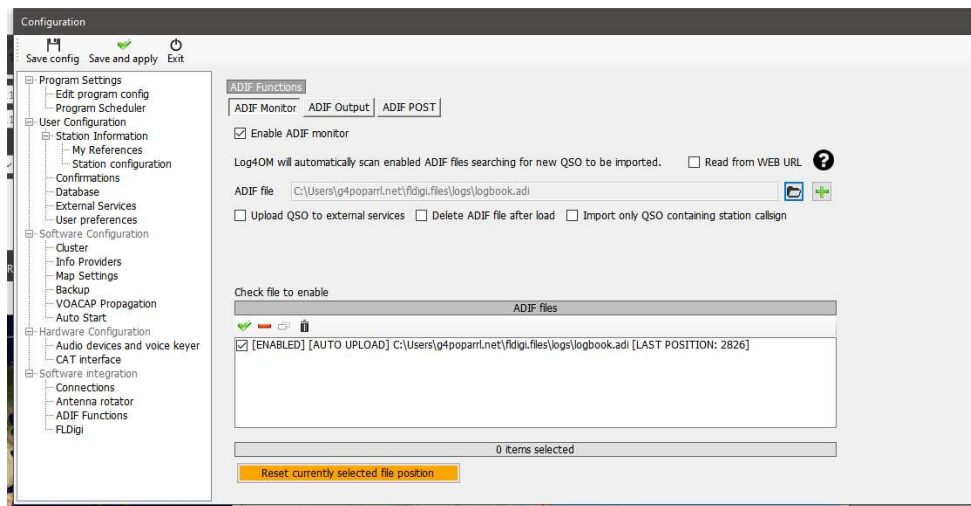 Configuration
Save config Save and apply Exit
Program Settings
Edit program config
Program Scheduler
User Configuration
Station Information
My References
Station configuration
Confirmations
Database
External Services
User preferences
Software Configuration
Cluster
Info Providers
Map Settings
Backup
VOACAP Propagation
Auto Start
Hardware Configuration
Audio devices and voice keyer
CAT interface
Software integration
Connections
Antenna rotator
ADIF Functions
FLDigi
ADIF Functions
ADIF Monitor ADIF Output ADIF POST
Enable ADIF monitor
Log4OM will automatically scan enabled ADIF files searching for new QSO to be imported. Read from WEB URL ?
ADIF file C:\Users\g4poparrl.net\fldigi.files\logs\logbook.adi
Upload QSO to external services Delete ADIF file after load Import only QSO containing station callsign
Check file to enable
ADIF files
[ENABLED] [AUTO UPLOAD] C:\Users\g4poparrl.net\fldigi.files\logs\logbook.adi [LAST POSITION: 2826]
0 items selected
Reset currently selected file position